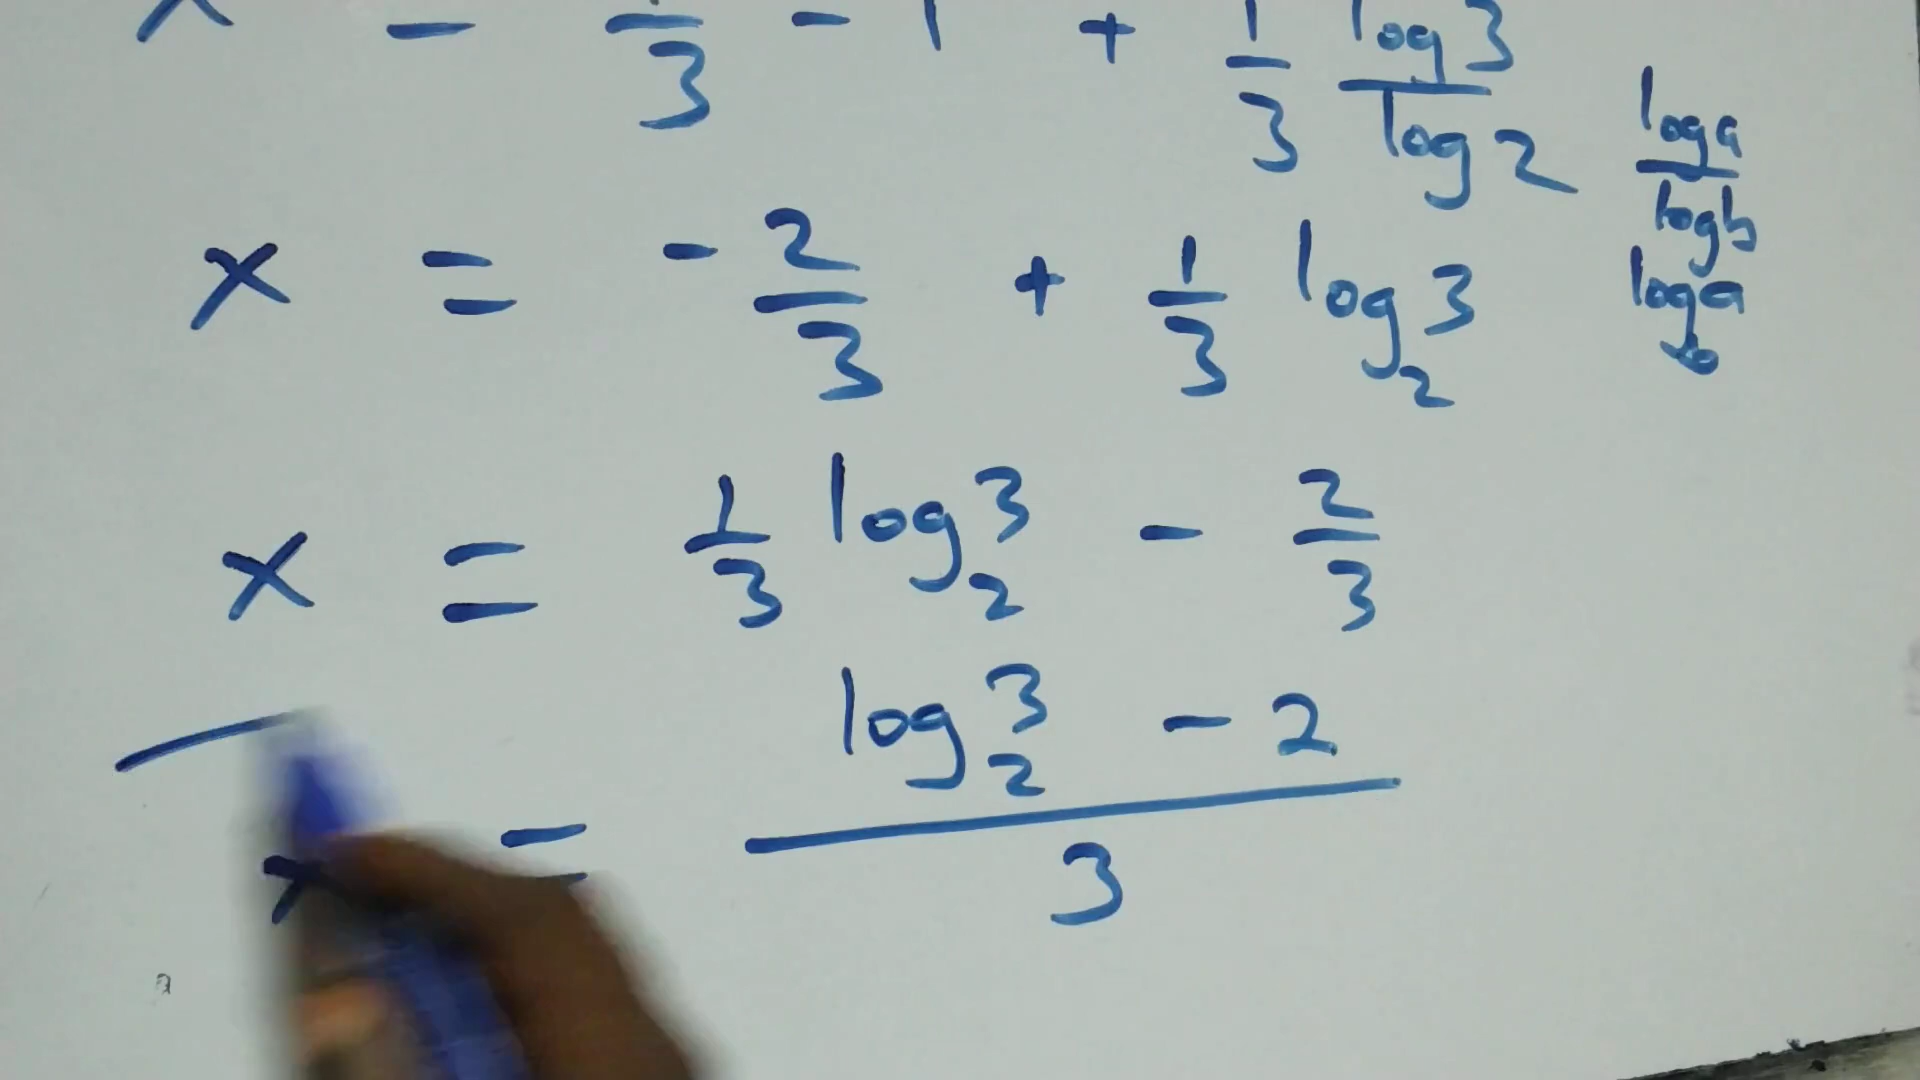 x - 1/3 - 1 + 1/3 log3/log2
loga/logb
x = -2/3 + 1/3 log₂3
log_b a
x = 1/3 log₂3 - 2/3
x = (log₂3 - 2)/3